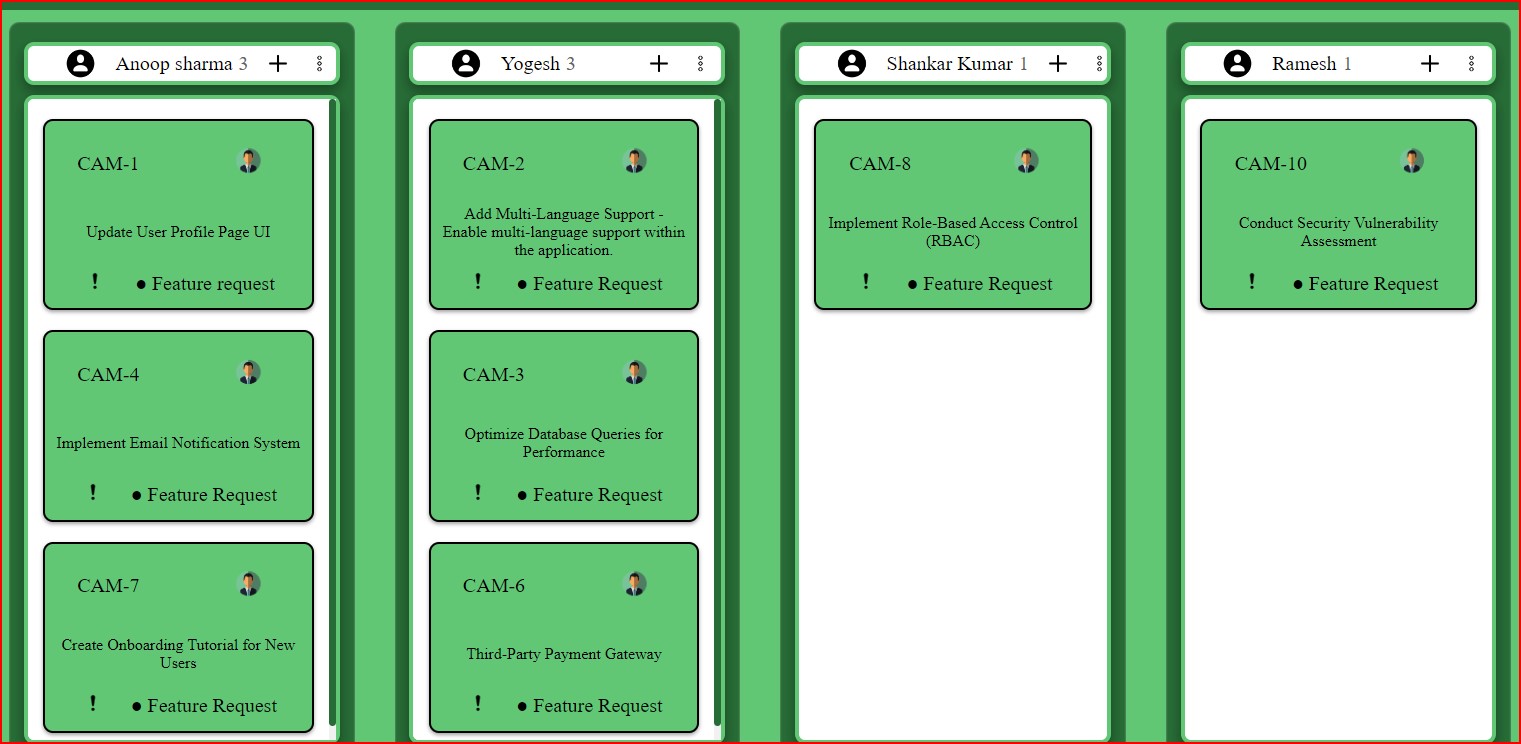 Anoop sharma 3
CAM-1
Update User Profile Page UI
! ● Feature request
CAM-4
Implement Email Notification System
! ● Feature Request
CAM-7
Create Onboarding Tutorial for New
Users
! ● Feature Request
Yogesh 3
CAM-2
Add Multi-Language Support -
Enable multi-language support within
the application.
! ● Feature Request
CAM-3
Optimize Database Queries for
Performance
! ● Feature Request
CAM-6
Third-Party Payment Gateway
! ● Feature Request
Shankar Kumar 1
CAM-8
Implement Role-Based Access Control
(RBAC)
! ● Feature Request
Ramesh 1
CAM-10
Conduct Security Vulnerability
Assessment
! ● Feature Request